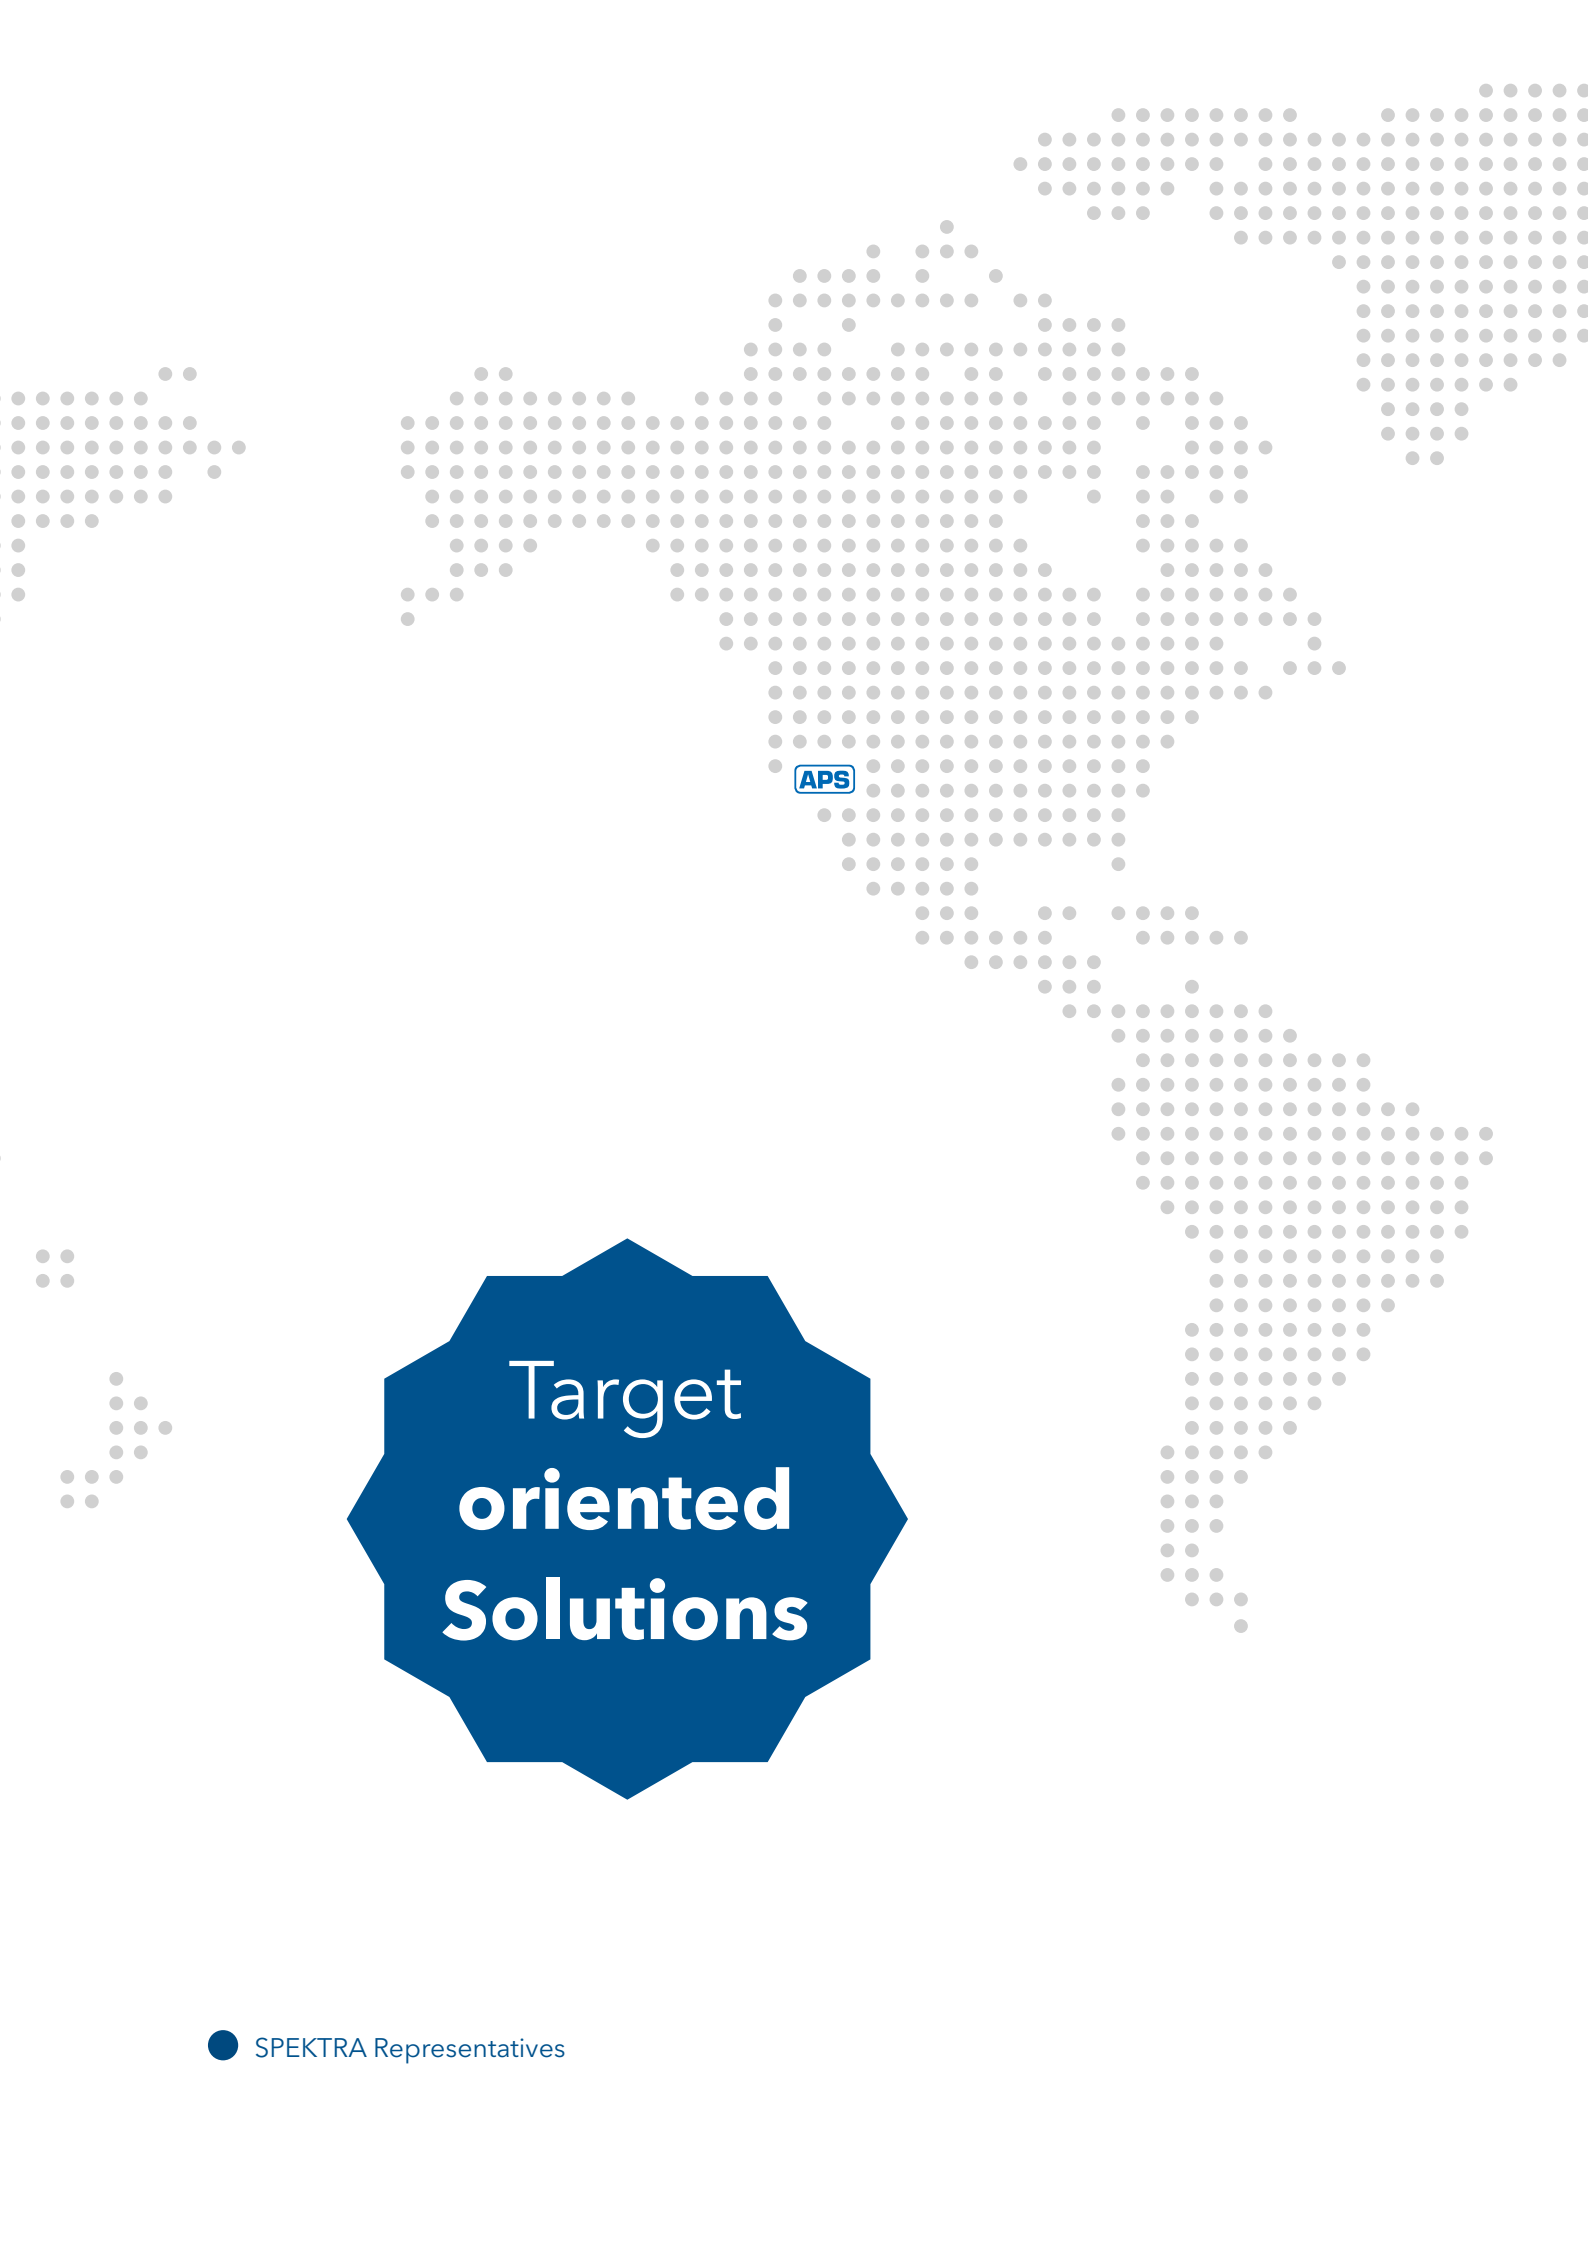 APS
Target
oriented
Solutions
SPEKTRA Representatives